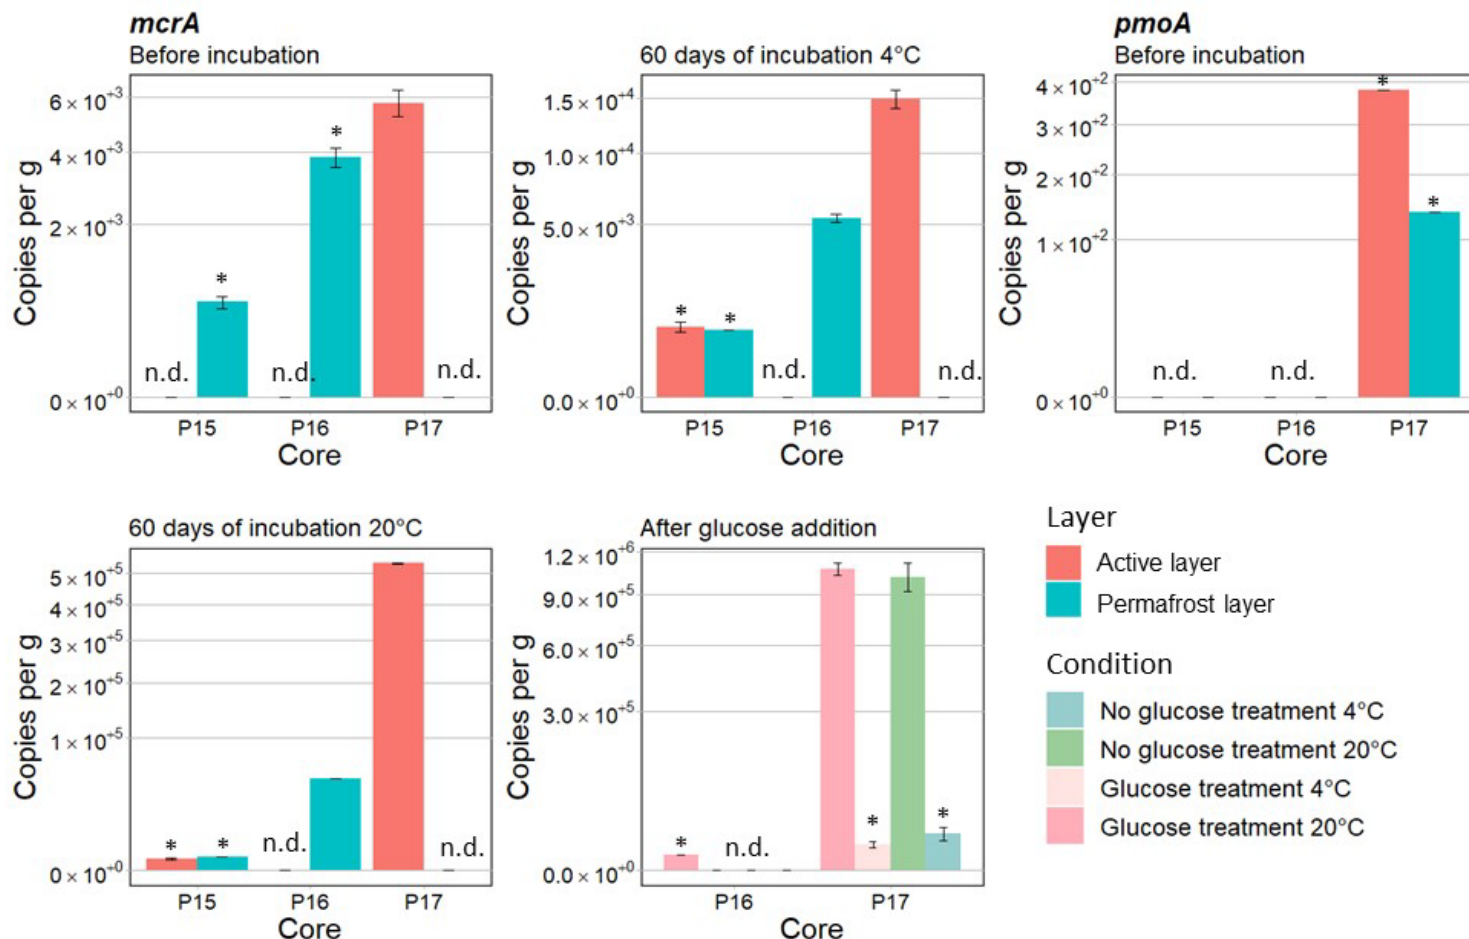 mcrA
Before incubation
Copies per g
6 × 10⁺³
4 × 10⁺³
2 × 10⁺³
0 × 10⁺⁰
n.d.
*
n.d.
*
n.d.
P15 P16 P17
Core
60 days of incubation 4°C
Copies per g
1.5 × 10⁺⁴
1.0 × 10⁺⁴
5.0 × 10⁺³
0.0 × 10⁺⁰
*
*
n.d.
n.d.
P15 P16 P17
Core
pmoA
Before incubation
Copies per g
4 × 10⁺²
3 × 10⁺²
2 × 10⁺²
1 × 10⁺²
0 × 10⁺⁰
n.d.
n.d.
*
*
P15 P16 P17
Core
60 days of incubation 20°C
Copies per g
5 × 10⁺⁵
4 × 10⁺⁵
3 × 10⁺⁵
2 × 10⁺⁵
1 × 10⁺⁵
0 × 10⁺⁰
*
*
n.d.
n.d.
P15 P16 P17
Core
After glucose addition
Copies per g
1.2 × 10⁺⁶
9.0 × 10⁺⁵
6.0 × 10⁺⁵
3.0 × 10⁺⁵
0.0 × 10⁺⁰
*
n.d.
*
*
P16 P17
Core
Layer
Active layer
Permafrost layer
Condition
No glucose treatment 4°C
No glucose treatment 20°C
Glucose treatment 4°C
Glucose treatment 20°C